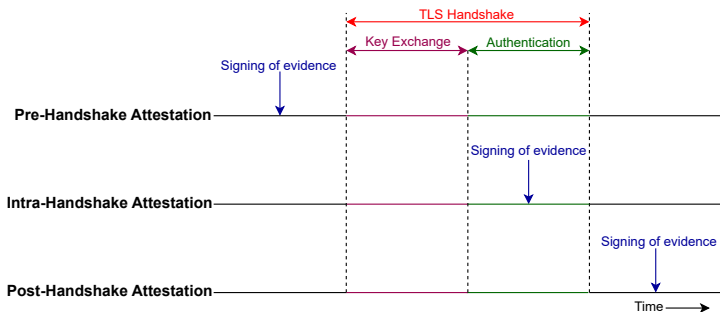 TLS Handshake
Key Exchange
Authentication
Signing of evidence
Pre-Handshake Attestation
Signing of evidence
Intra-Handshake Attestation
Signing of evidence
Post-Handshake Attestation
Time